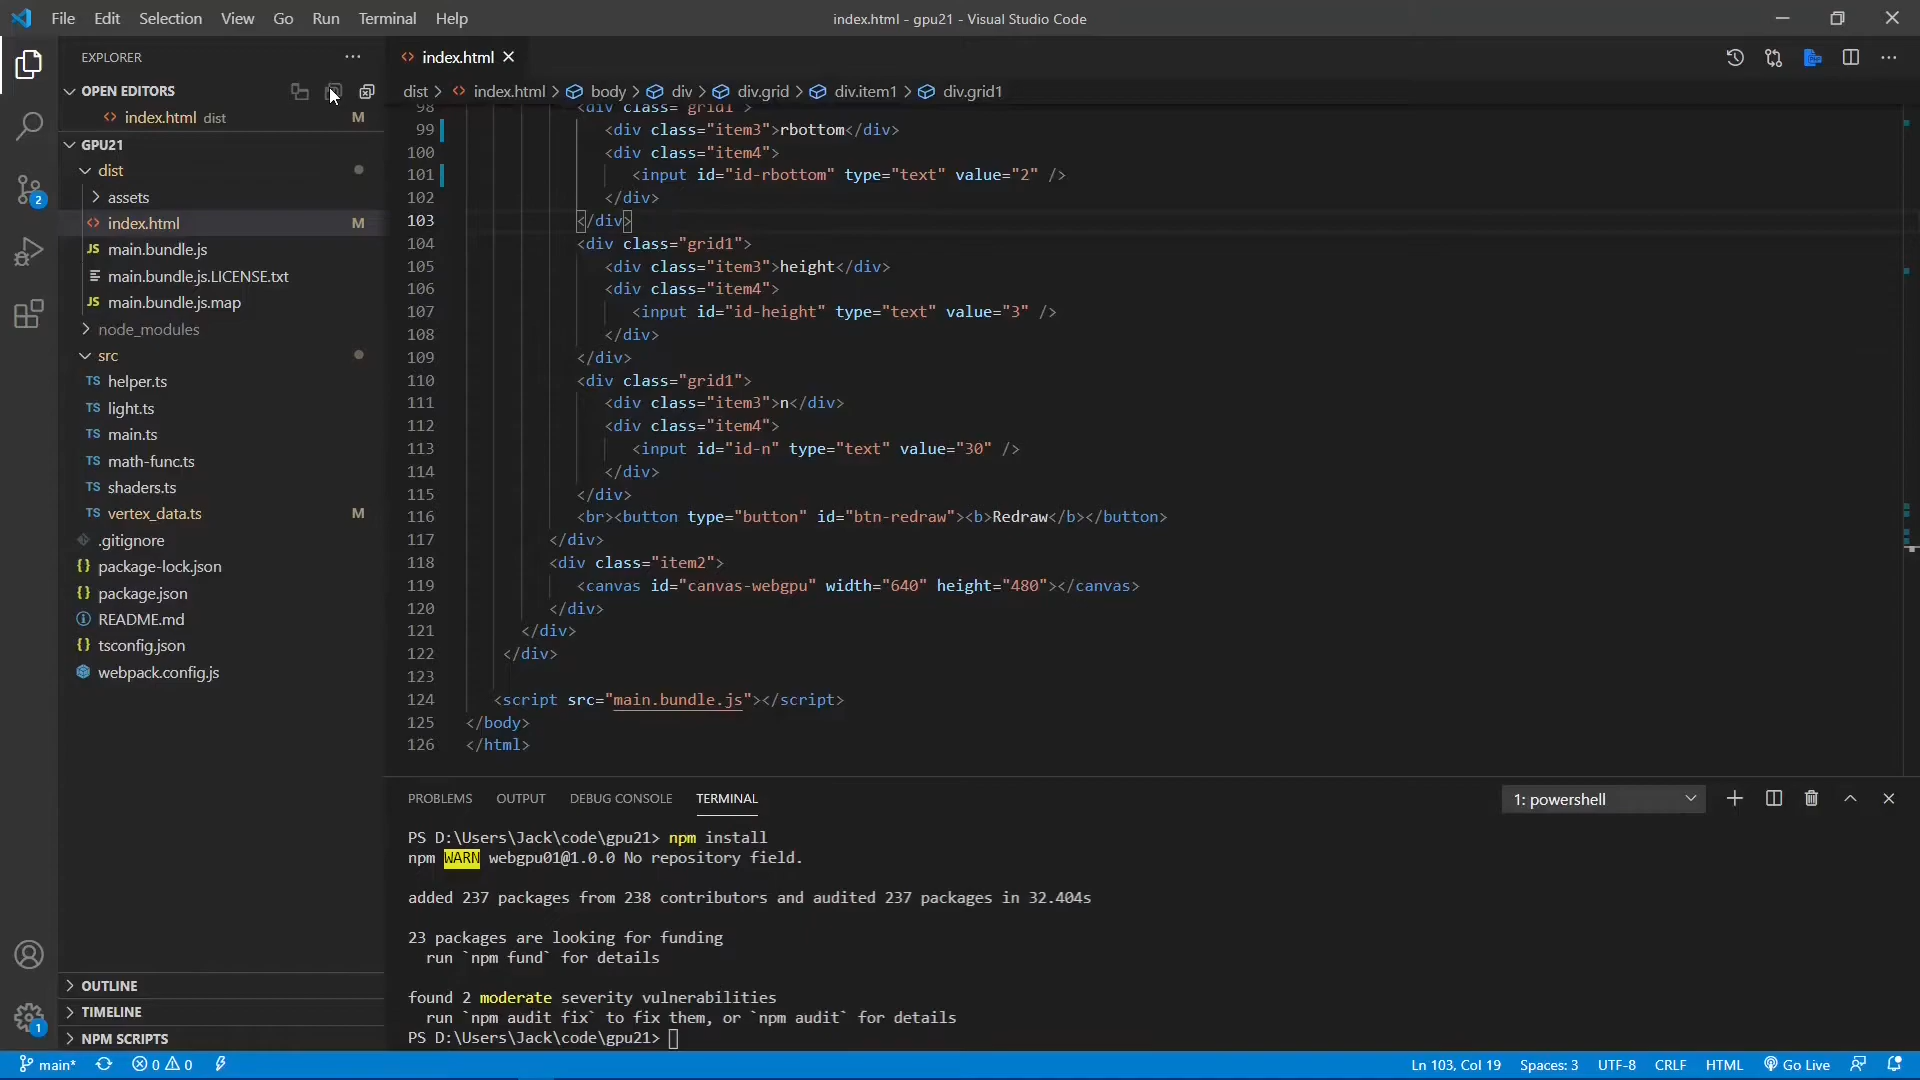 File Edit Selection View Go Run Terminal Help
index.html - gpu21 - Visual Studio Code
EXPLORER
OPEN EDITORS
index.html dist M
GPU21
dist
assets
index.html M
main.bundle.js
main.bundle.js.LICENSE.txt
main.bundle.js.map
node_modules
src
TS helper.ts
TS light.ts
TS main.ts
TS math-func.ts
TS shaders.ts
TS vertex_data.ts M
.gitignore
package-lock.json
package.json
README.md
tsconfig.json
webpack.config.js
OUTLINE
TIMELINE
NPM SCRIPTS
2
1
index.html
dist > index.html > body > div > div.grid > div.item1 > div.grid1
98 <div class="grid1">
99 <div class="item3">rbottom</div>
100 <div class="item4">
101 <input id="id-rbottom" type="text" value="2" />
102 </div>
103 </div>
104 <div class="grid1">
105 <div class="item3">height</div>
106 <div class="item4">
107 <input id="id-height" type="text" value="3" />
108 </div>
109 </div>
110 <div class="grid1">
111 <div class="item3">n</div>
112 <div class="item4">
113 <input id="id-n" type="text" value="30" />
114 </div>
115 </div>
116 <br><button type="button" id="btn-redraw"><b>Redraw</b></button>
117 </div>
118 <div class="item2">
119 <canvas id="canvas-webgpu" width="640" height="480"></canvas>
120 </div>
121 </div>
122 </div>
123
124 <script src="main.bundle.js"></script>
125 </body>
126 </html>
PROBLEMS OUTPUT DEBUG CONSOLE TERMINAL
1: powershell
PS D:\Users\Jack\code\gpu21> npm install
npm WARN webgpu01@1.0.0 No repository field.
added 237 packages from 238 contributors and audited 237 packages in 32.404s
23 packages are looking for funding
run `npm fund` for details
found 2 moderate severity vulnerabilities
run `npm audit fix` to fix them, or `npm audit` for details
PS D:\Users\Jack\code\gpu21>
main* 0 0
Ln 103, Col 19 Spaces: 3 UTF-8 CRLF HTML Go Live